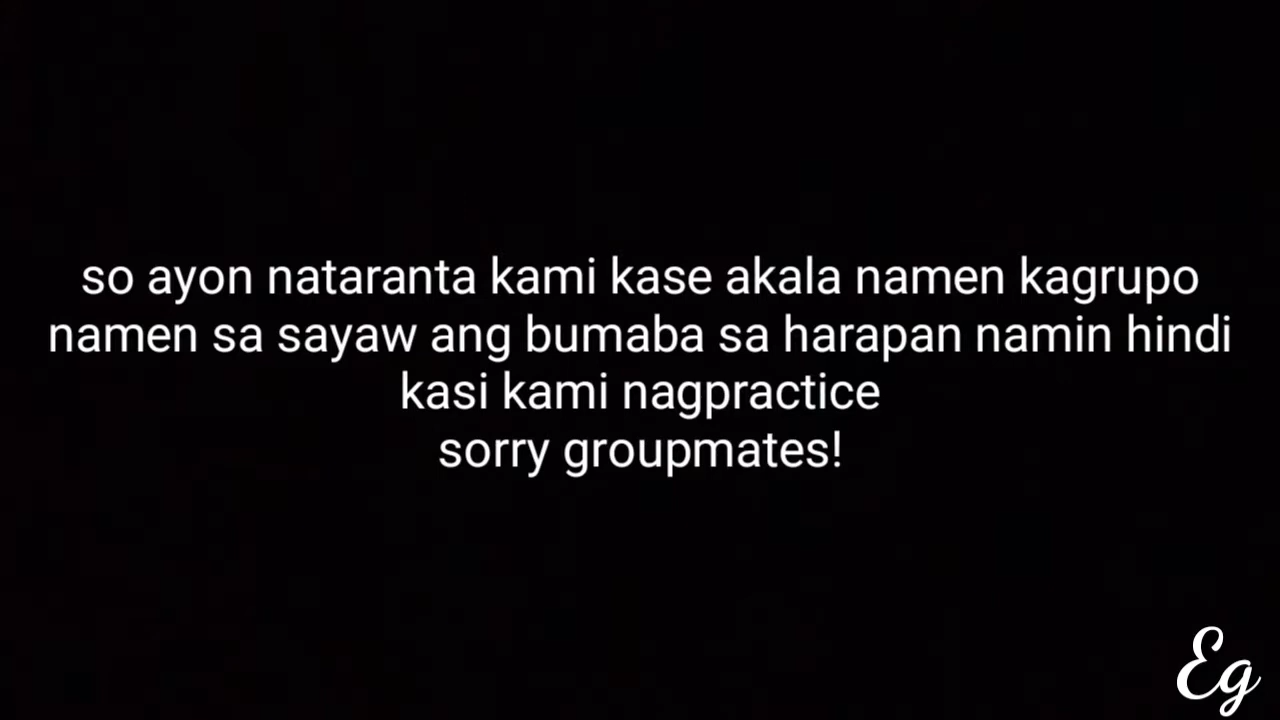 so ayon nataranta kami kase akala namen kagrupo
namen sa sayaw ang bumaba sa harapan namin hindi
kasi kami nagpractice
sorry groupmates!
Eg